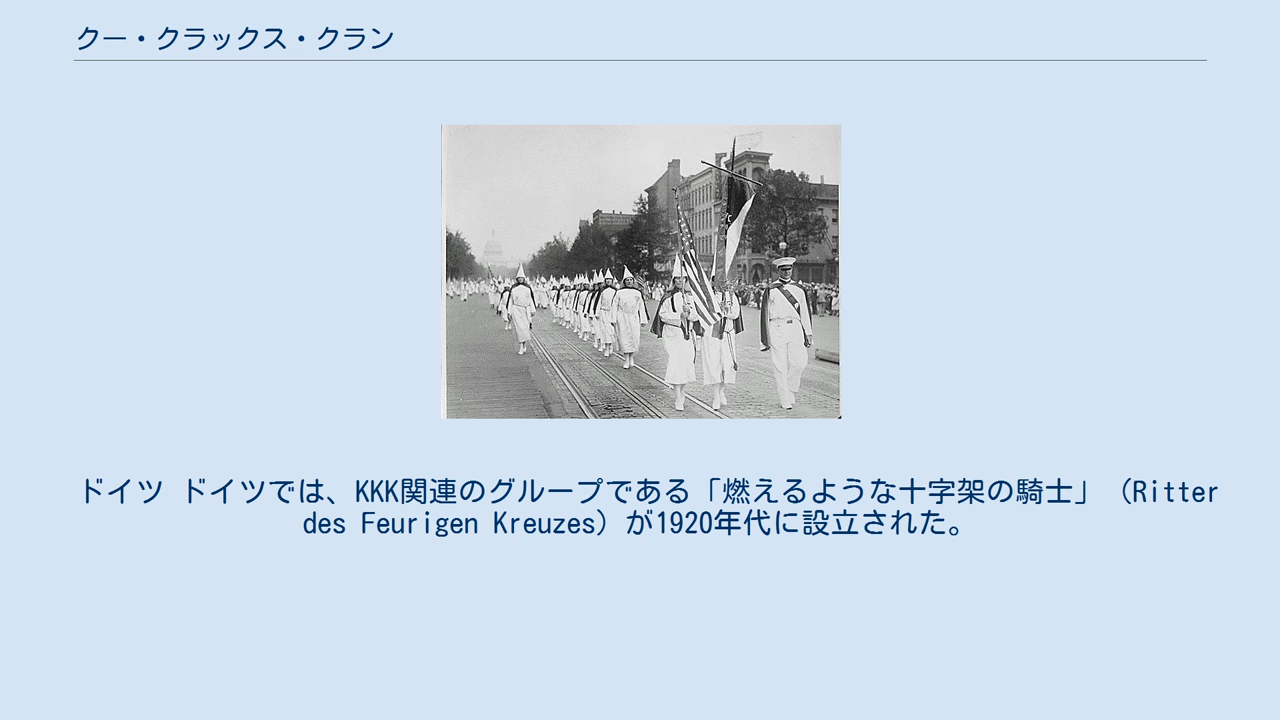 クー・クラックス・クラン
ドイツ ドイツでは、KKK関連のグループである「燃えるような十字架の騎士」（Ritter
des Feurigen Kreuzes）が1920年代に設立された。